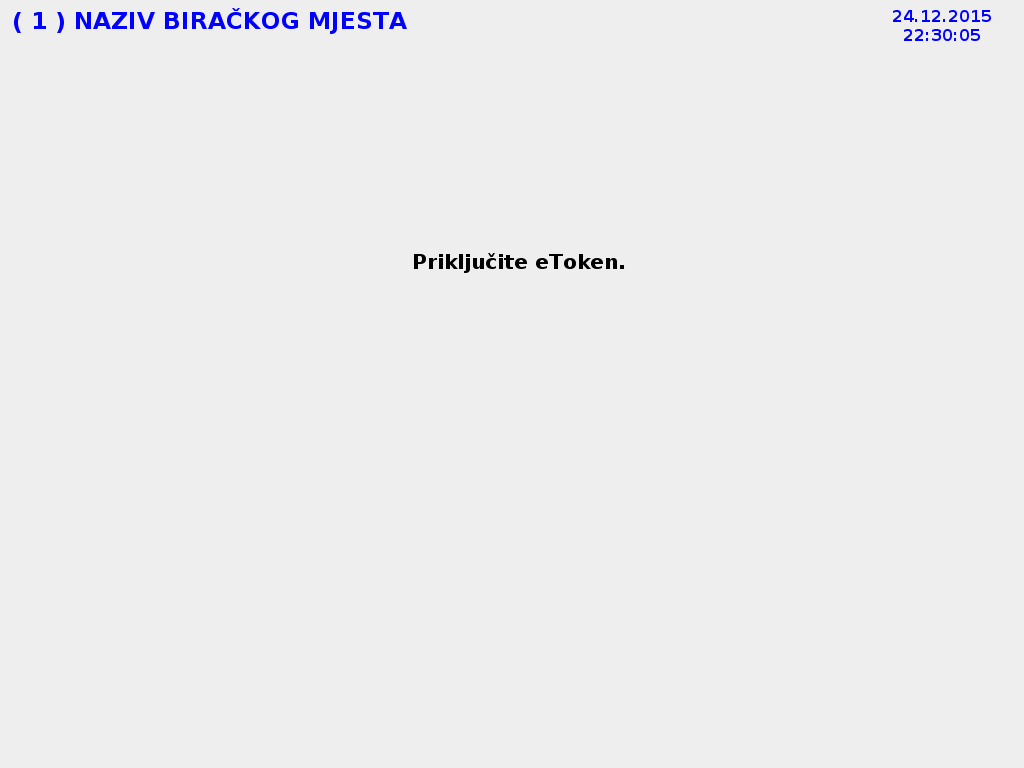 ( 1 ) NAZIV BIRAČKOG MJESTA
24.12.2015
22:30:05
Priključite eToken.